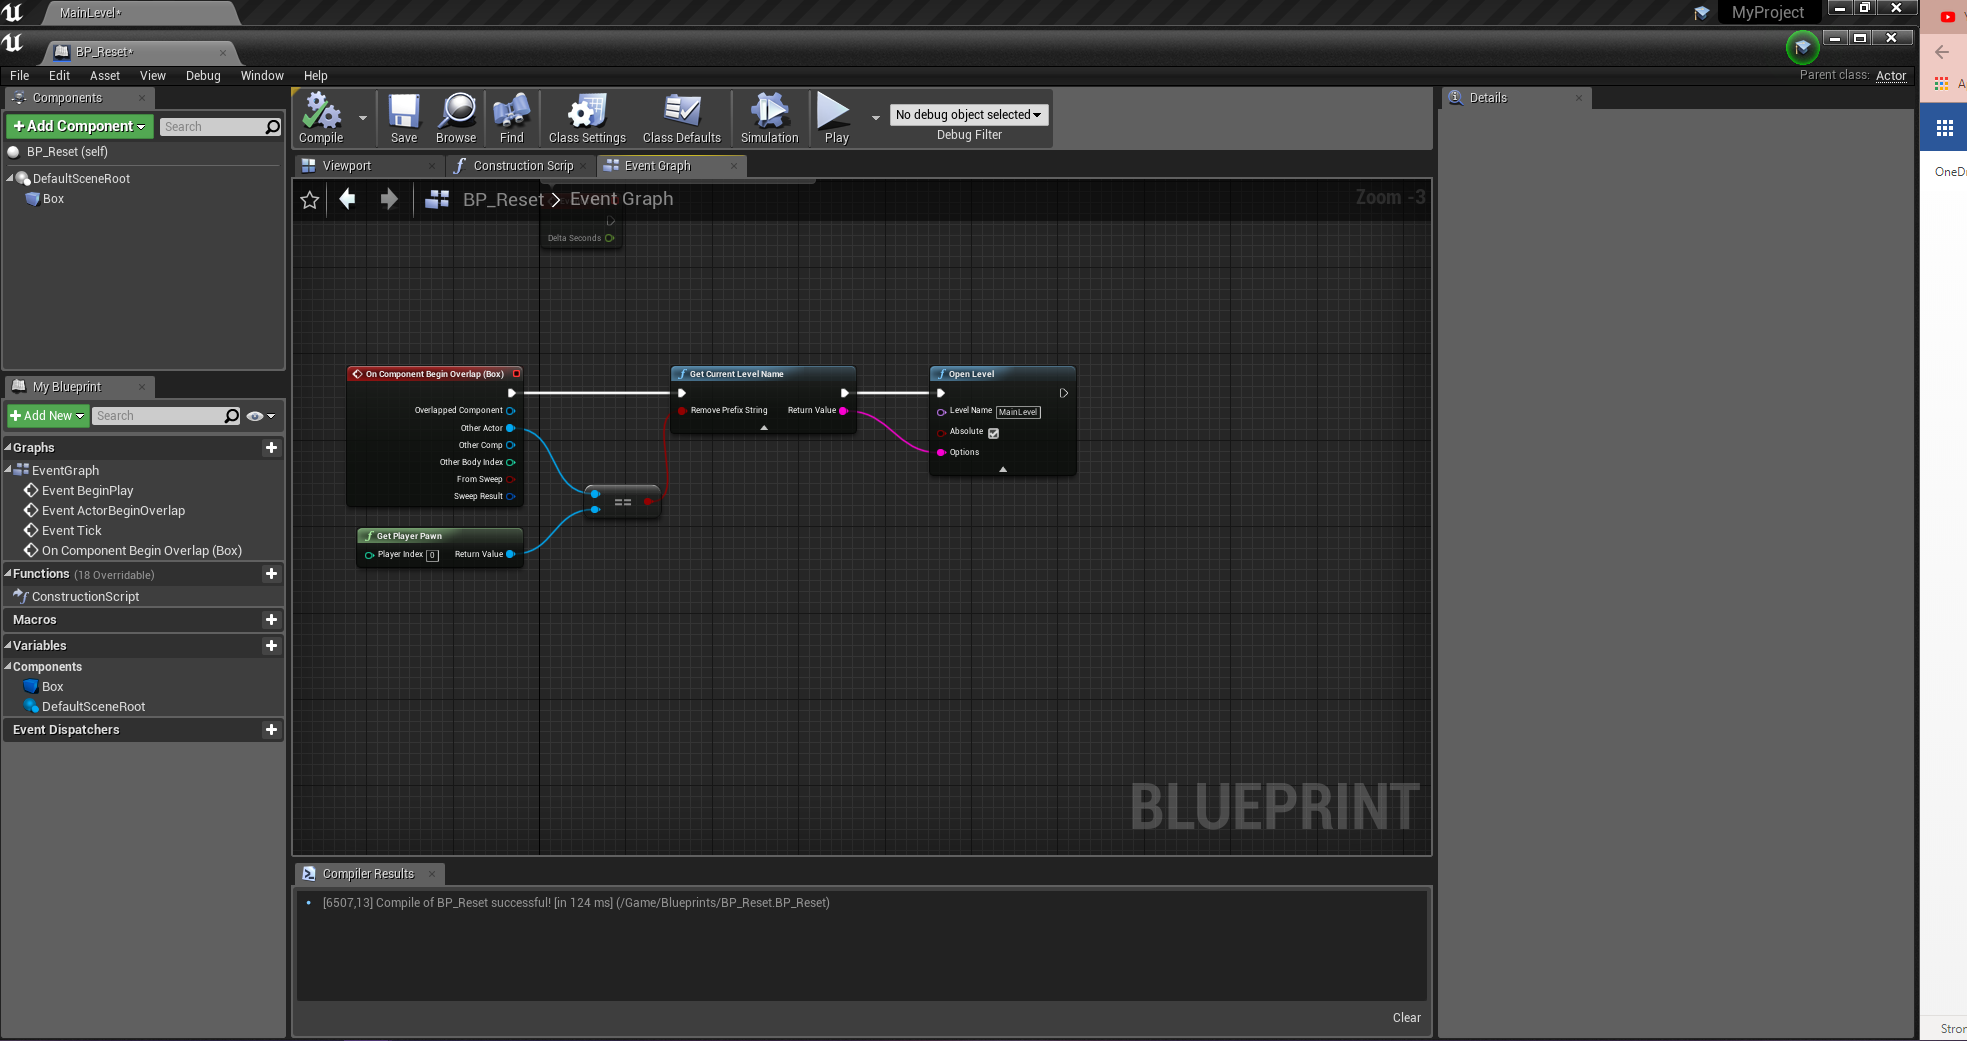 MainLevel*
MyProject
BP_Reset*
File Edit Asset View Debug Window Help
Parent class: Actor
Components
+Add Component
Search
BP_Reset (self)
DefaultSceneRoot
Box
Compile
Save
Browse
Find
Class Settings
Class Defaults
Simulation
Play
No debug object selected
Debug Filter
Details
Viewport
Construction Scrip
Event Graph
BP_Reset > Event Graph
Zoom -3
Delta Seconds
On Component Begin Overlap (Box)
Overlapped Component
Other Actor
Other Comp
Other Body Index
From Sweep
Sweep Result
Get Player Pawn
Player Index 0
Return Value
==
Get Current Level Name
Remove Prefix String
Return Value
Open Level
Level Name MainLevel
Absolute
Options
BLUEPRINT
My Blueprint
+Add New
Search
Graphs
EventGraph
Event BeginPlay
Event ActorBeginOverlap
Event Tick
On Component Begin Overlap (Box)
Functions (18 Overridable)
ConstructionScript
Macros
Variables
Components
Box
DefaultSceneRoot
Event Dispatchers
Compiler Results
[6507,13] Compile of BP_Reset successful! [in 124 ms] (/Game/Blueprints/BP_Reset.BP_Reset)
Clear